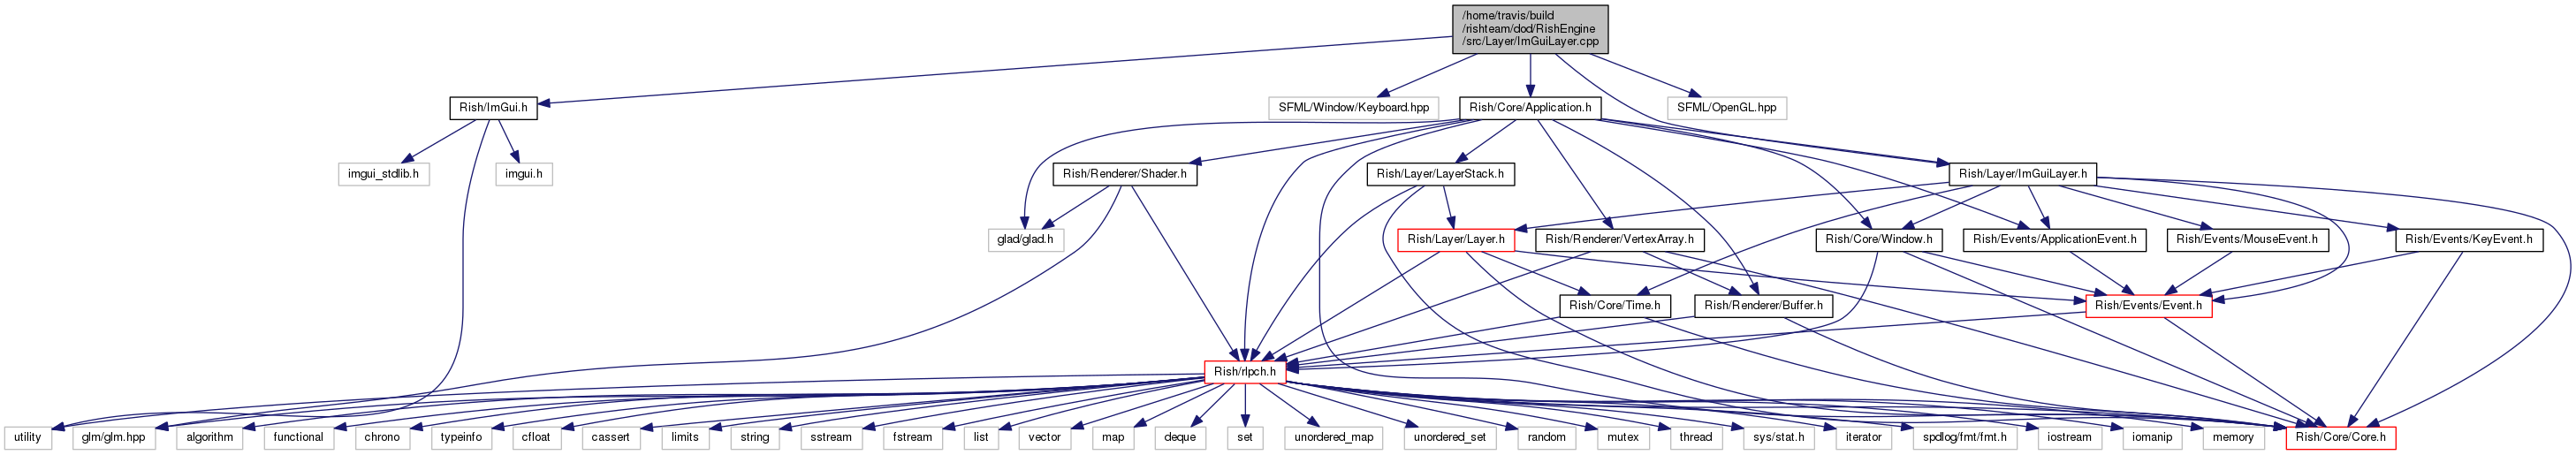 /home/travis/build
/rishteam/dod/RishEngine
/src/Layer/ImGuiLayer.cpp
Rish/ImGui.h
SFML/Window/Keyboard.hpp
Rish/Core/Application.h
SFML/OpenGL.hpp
imgui_stdlib.h
imgui.h
Rish/Renderer/Shader.h
Rish/Layer/LayerStack.h
Rish/Layer/ImGuiLayer.h
glad/glad.h
Rish/Layer/Layer.h
Rish/Renderer/VertexArray.h
Rish/Core/Window.h
Rish/Events/ApplicationEvent.h
Rish/Events/MouseEvent.h
Rish/Events/KeyEvent.h
Rish/Core/Time.h
Rish/Renderer/Buffer.h
Rish/Events/Event.h
Rish/rlpch.h
utility
glm/glm.hpp
algorithm
functional
chrono
typeinfo
cfloat
cassert
limits
string
sstream
fstream
list
vector
map
deque
set
unordered_map
unordered_set
random
mutex
thread
sys/stat.h
iterator
spdlog/fmt/fmt.h
iostream
iomanip
memory
Rish/Core/Core.h